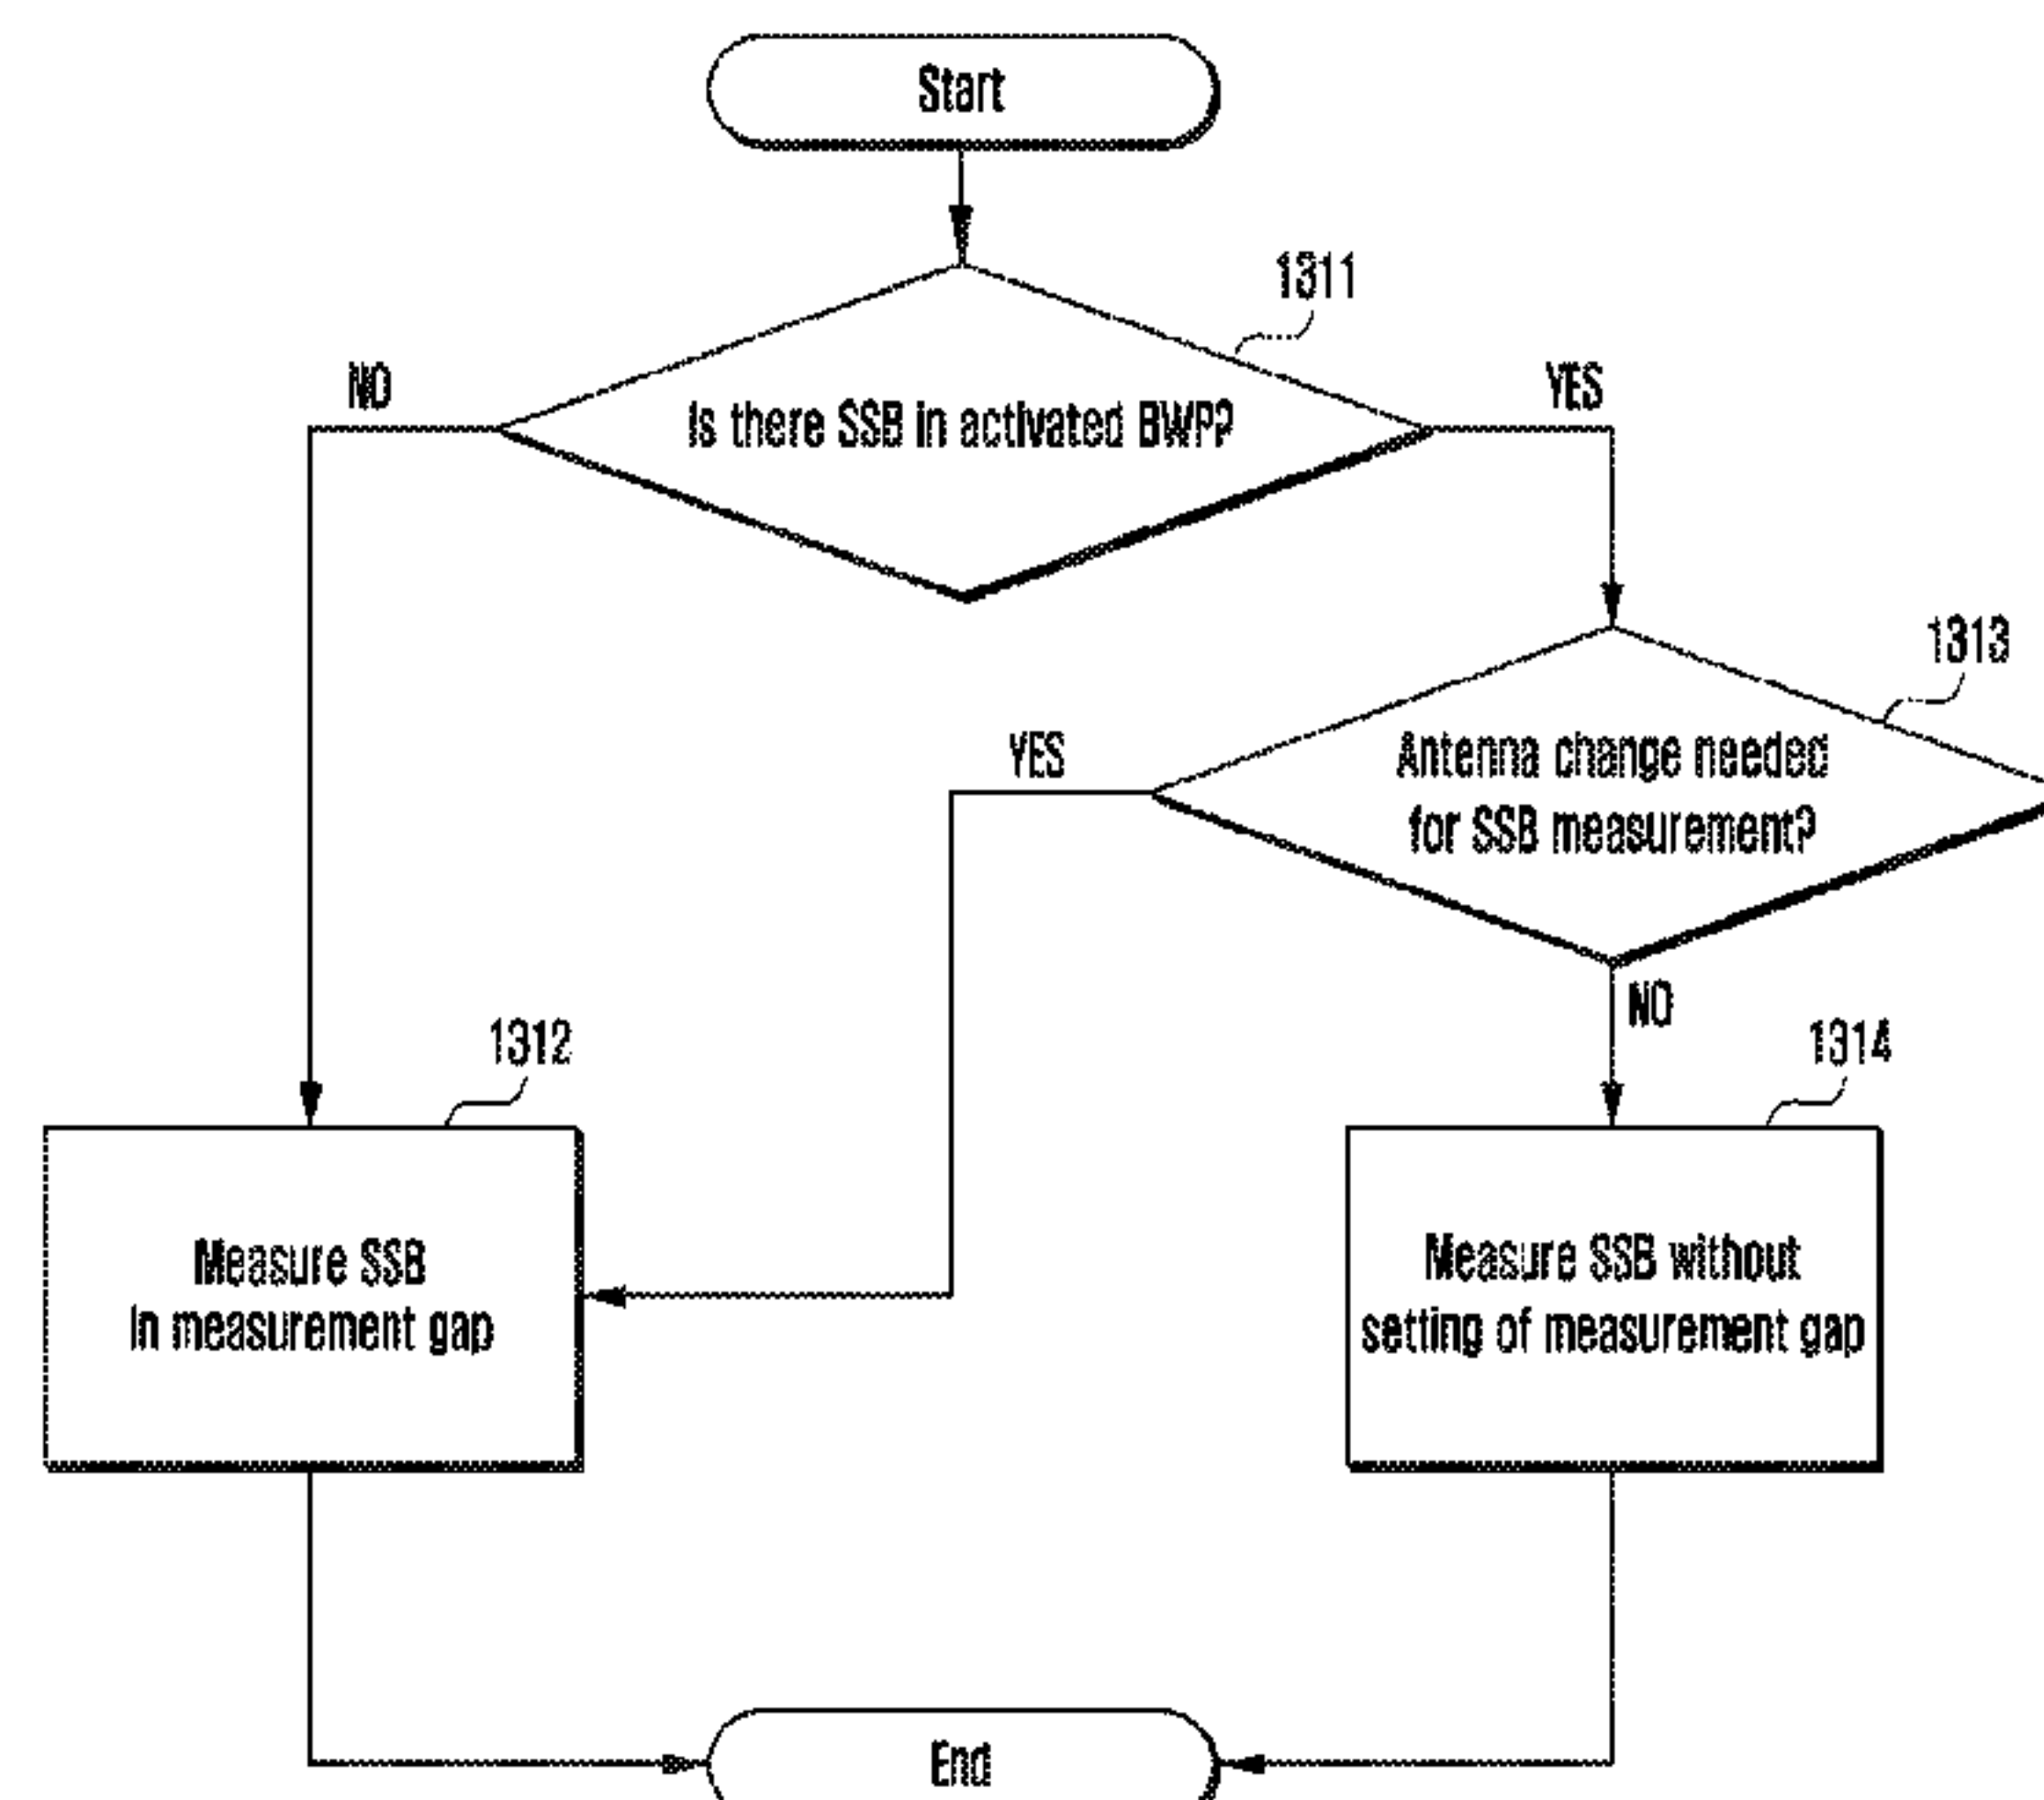 Start
1311
NO
YES
Is there SSB in activated BWP?
1313
YES
Antenna change needed
for SSB measurement?
NO
1312
1314
Measure SSB
in measurement gap
Measure SSB without
setting of measurement gap
End